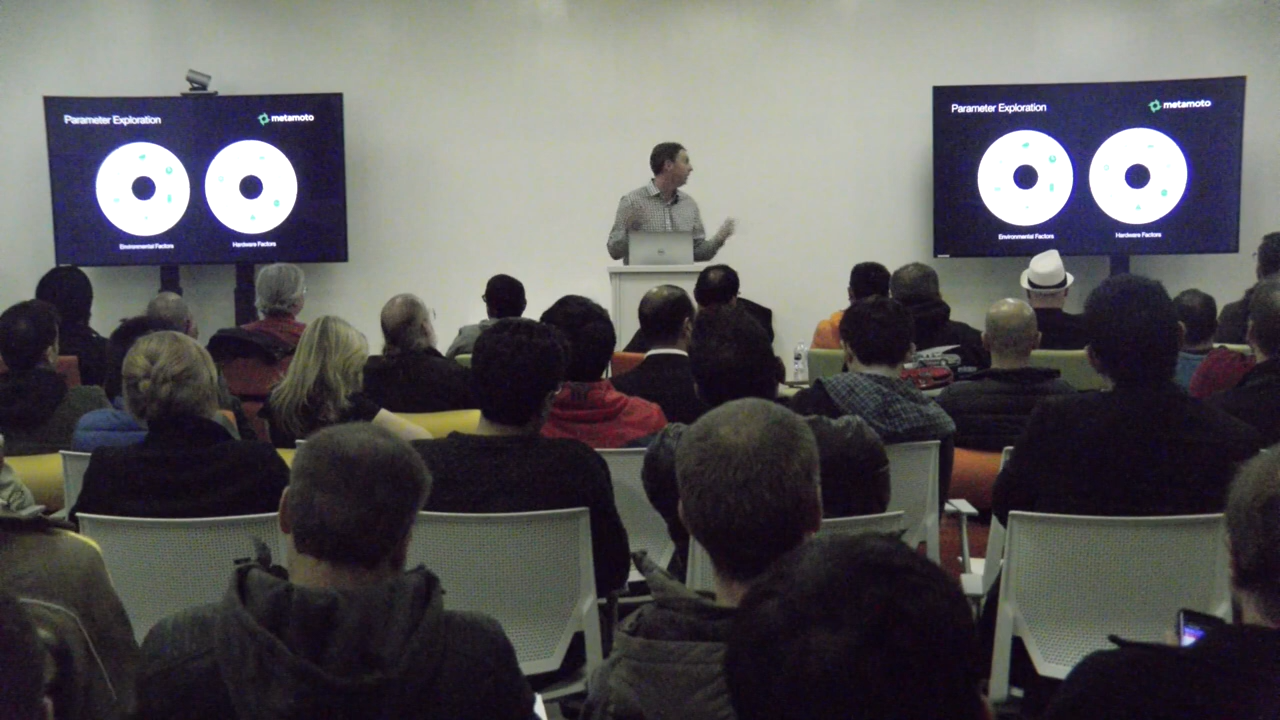 Parameter Exploration
metamoto
Environmental Factors
Hardware Factors
Parameter Exploration
metamoto
Environmental Factors
Hardware Factors